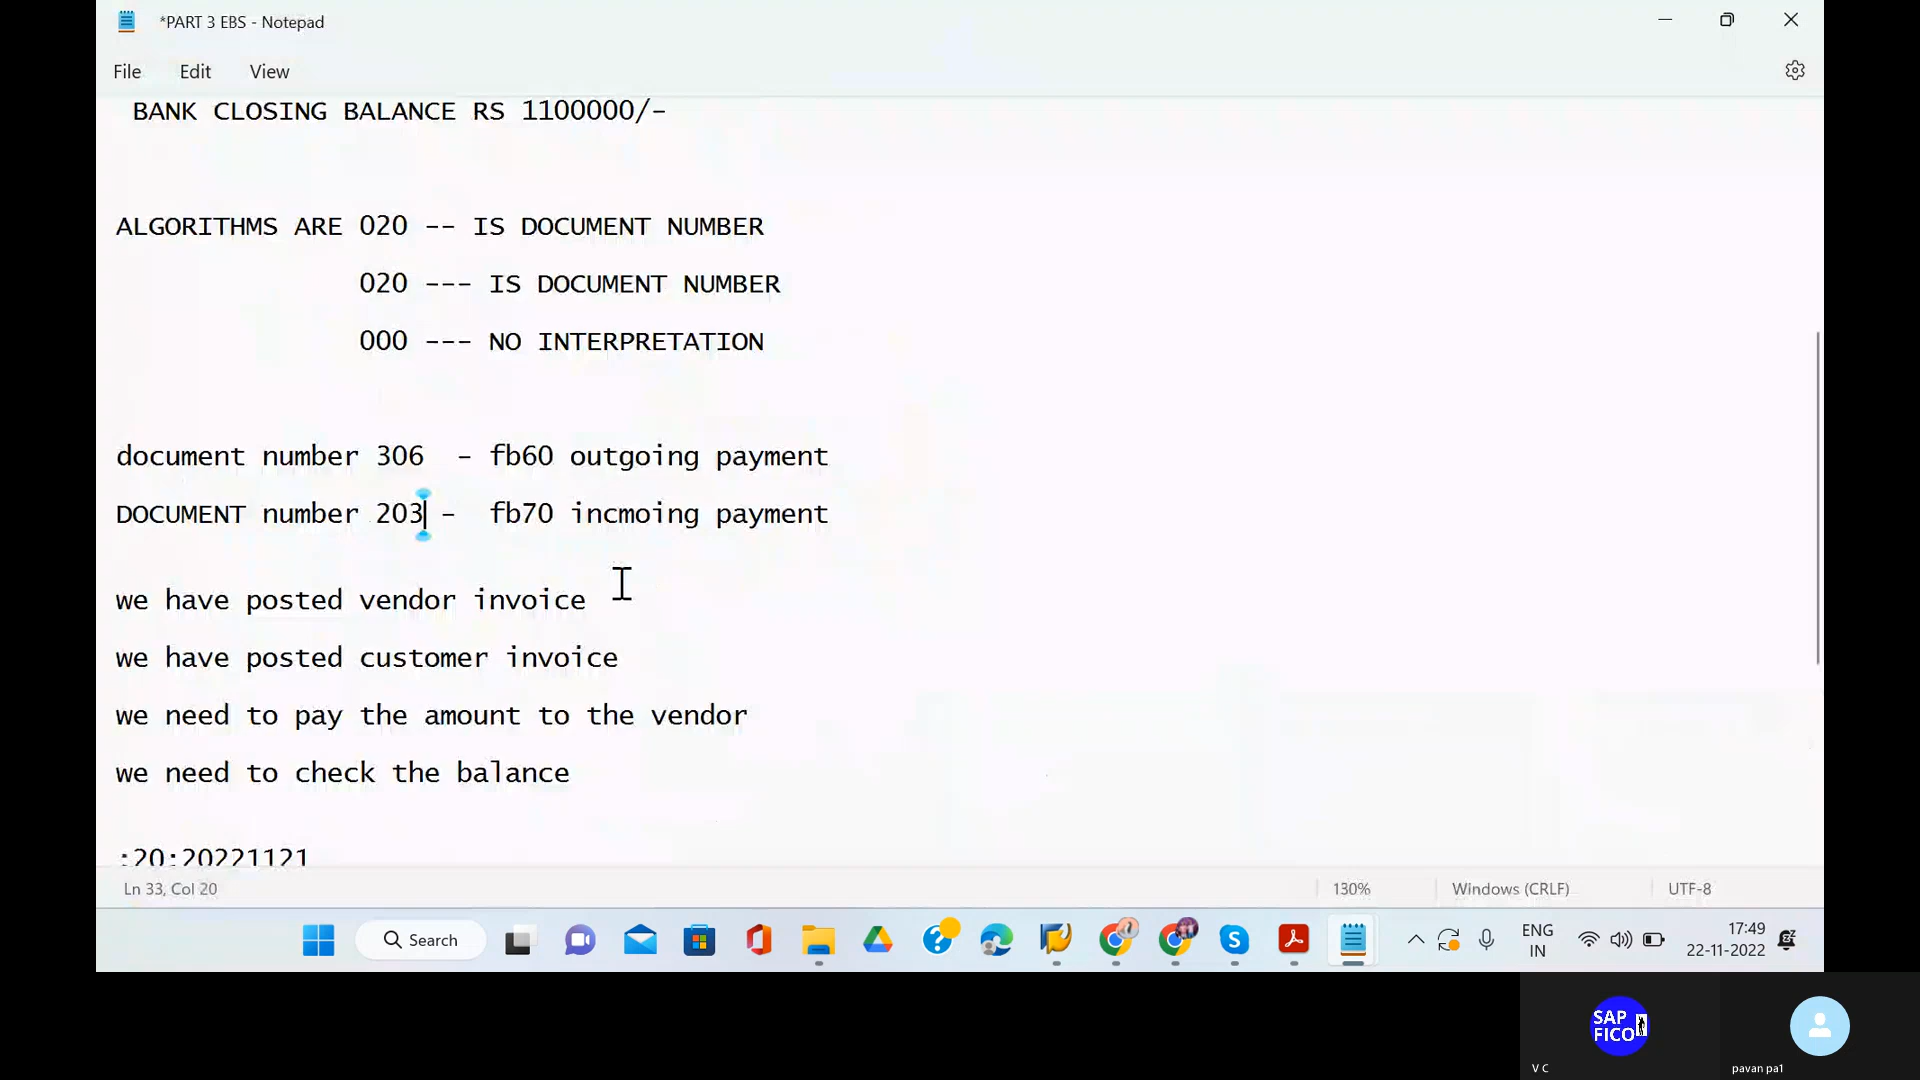 *PART 3 EBS - Notepad
File Edit View
BANK CLOSING BALANCE RS 1100000/-
ALGORITHMS ARE 020 -- IS DOCUMENT NUMBER
020 --- IS DOCUMENT NUMBER
000 --- NO INTERPRETATION
document number 306 - fb60 outgoing payment
DOCUMENT number 203 - fb70 incmoing payment
we have posted vendor invoice
we have posted customer invoice
we need to pay the amount to the vendor
we need to check the balance
:20:20221121
Ln 33, Col 20 130% Windows (CRLF) UTF-8
Search
ENG
IN
17:49
22-11-2022
SAP
FICO
V C
pavan pa1